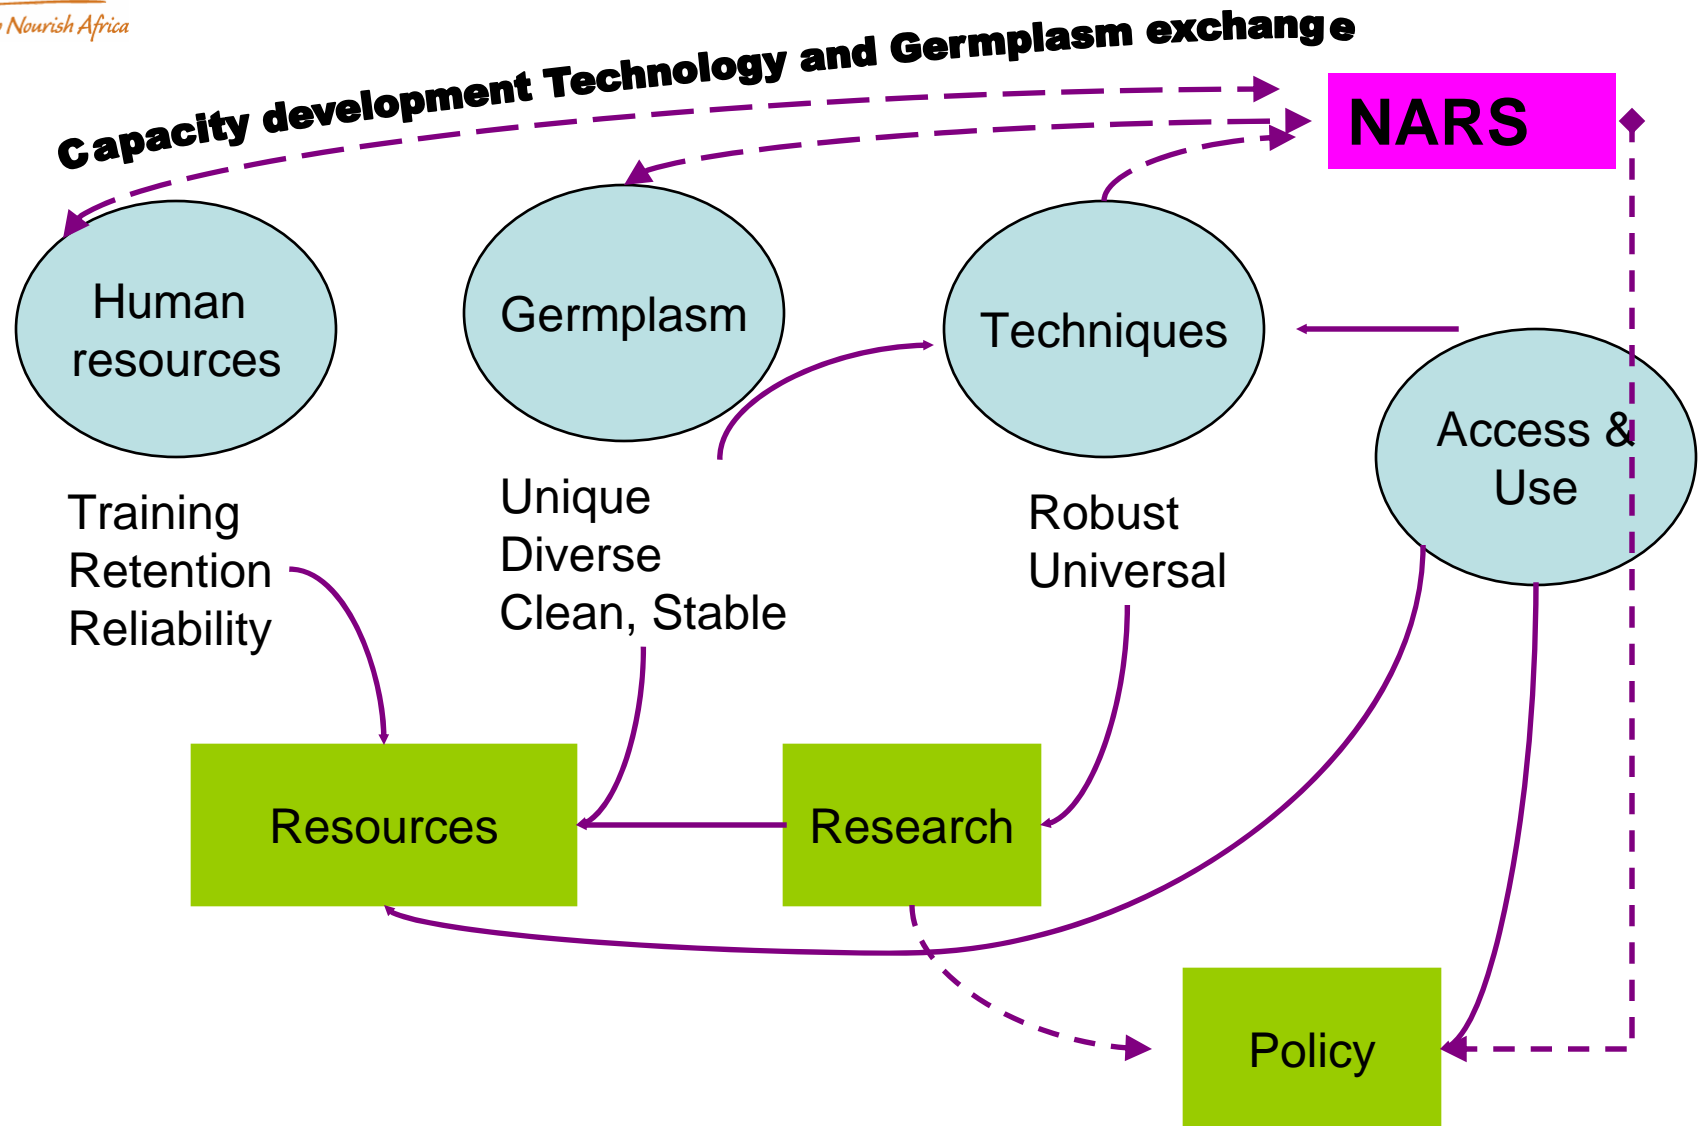 Nourish Africa
Capacity development Technology and Germplasm exchange
NARS
Human
resources
Germplasm
Techniques
Access &
Use
Training
Retention
Reliability
Unique
Diverse
Clean, Stable
Robust
Universal
Resources
Research
Policy